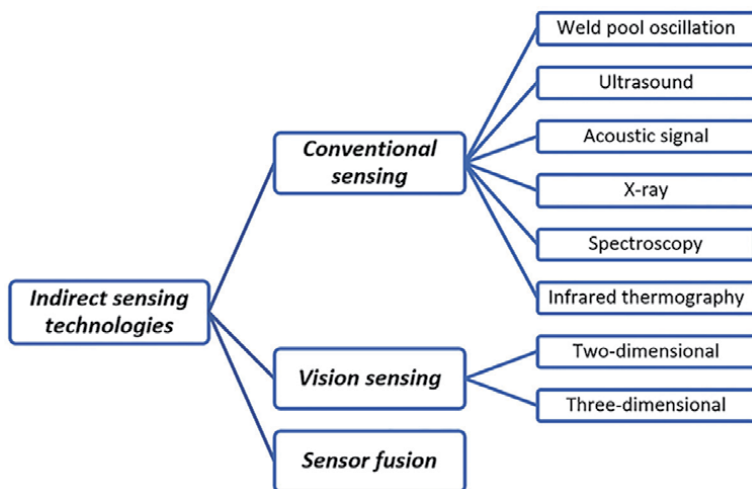 Weld pool oscillation
Ultrasound
Conventional
sensing
Acoustic signal
X-ray
Spectroscopy
Indirect sensing
technologies
Infrared thermography
Vision sensing
Two-dimensional
Three-dimensional
Sensor fusion